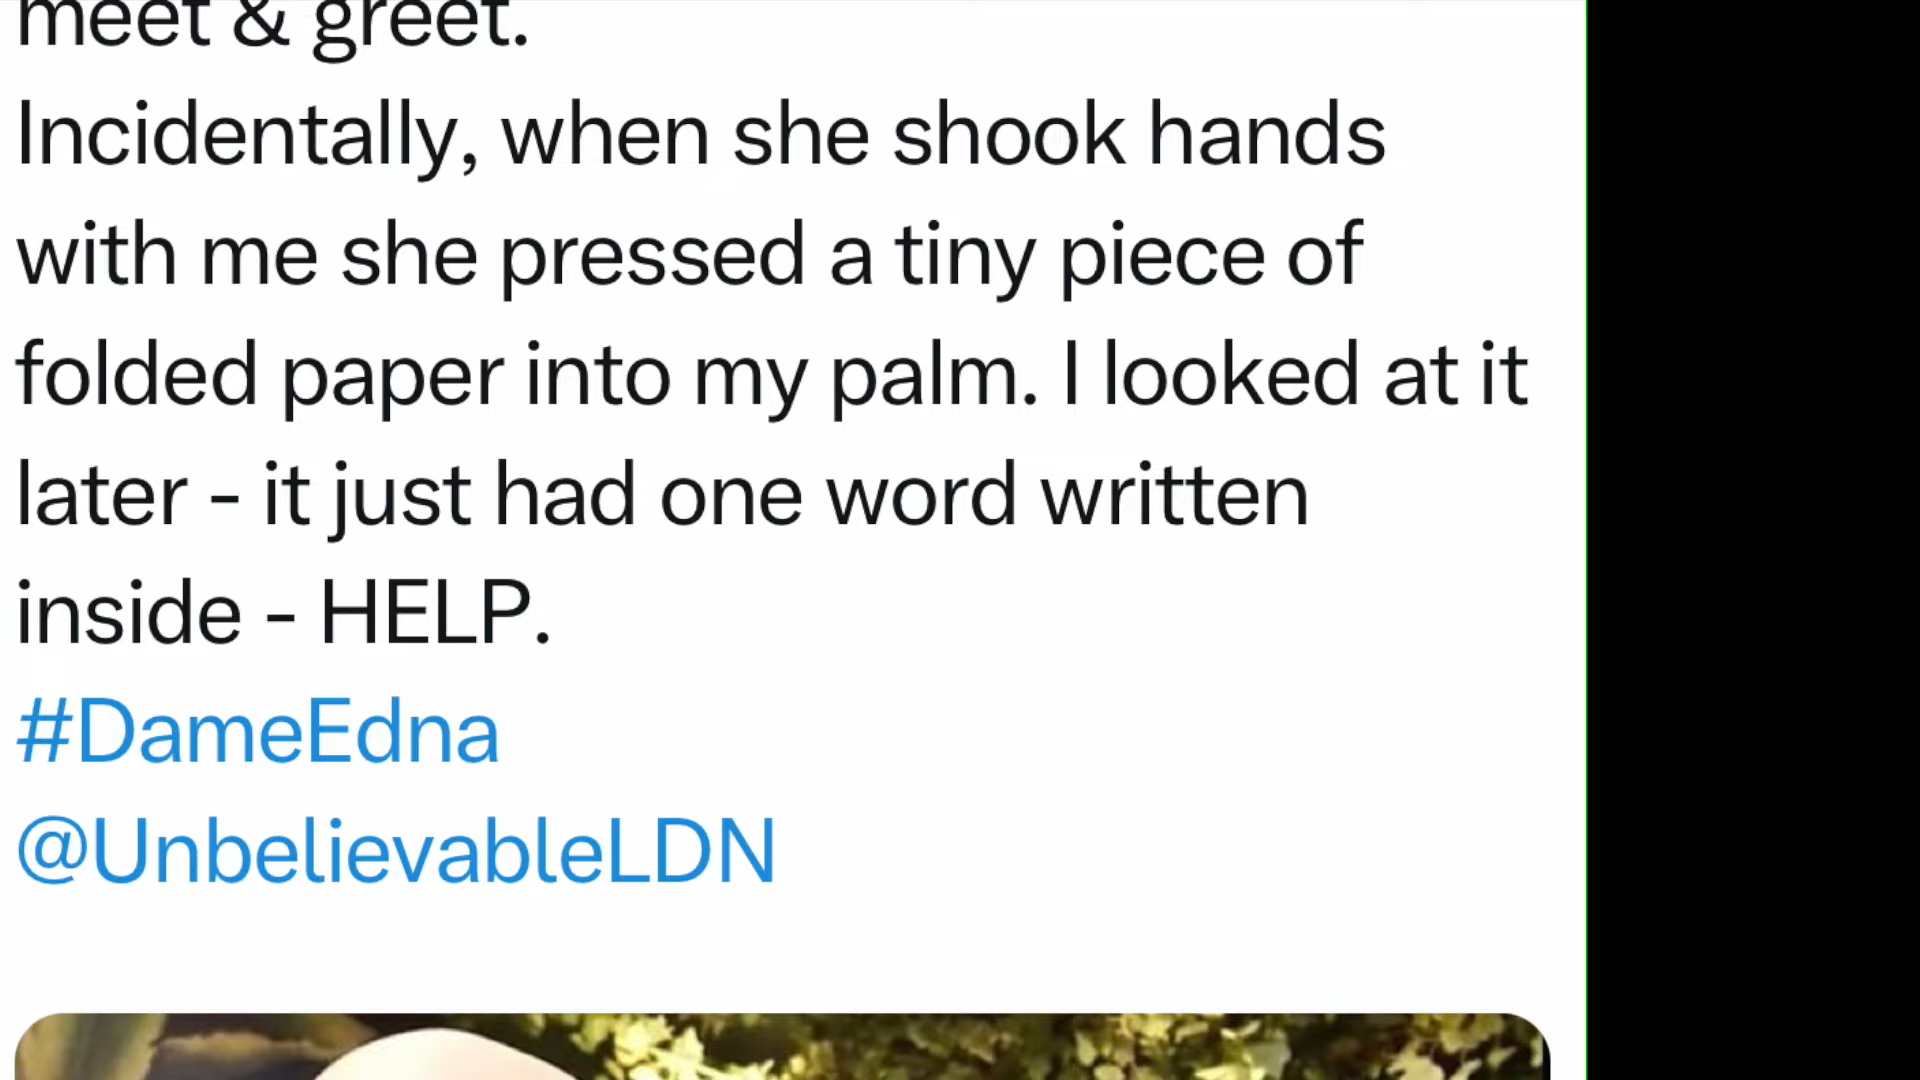 meet & greet.
Incidentally, when she shook hands
with me she pressed a tiny piece of
folded paper into my palm. I looked at it
later - it just had one word written
inside - HELP.
#DameEdna
@UnbelievableLDN